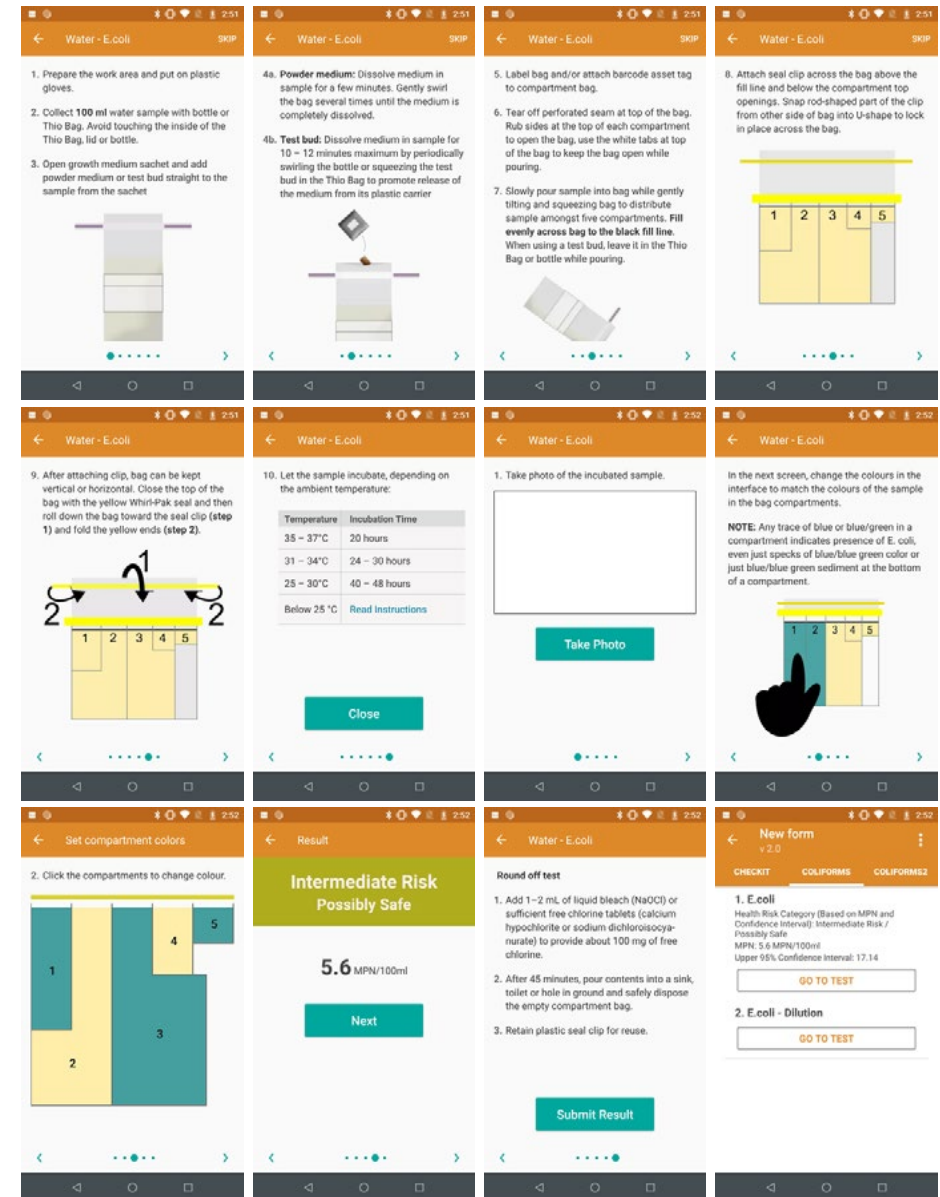 2:51
Water - E.coli
SKIP
1. Prepare the work area and put on plastic
gloves.
2. Collect 100 ml water sample with bottle or
Thio Bag. Avoid touching the inside of the
Thio Bag, lid or bottle.
3. Open growth medium sachet and add
powder medium or test bud straight to the
sample from the sachet
2:51
Water - E.coli
SKIP
4a. Powder medium: Dissolve medium in
sample for a few minutes. Gently swirl
the bag several times until the medium is
completely dissolved.
4b. Test bud: Dissolve medium in sample for
10 – 12 minutes maximum by periodically
swirling the bottle or squeezing the test
bud in the Thio Bag to promote release of
the medium from its plastic carrier
2:51
Water - E.coli
SKIP
5. Label bag and/or attach barcode asset tag
to compartment bag.
6. Tear off perforated seam at top of the bag.
Rub sides at the top of each compartment
to open the bag, use the white tabs at top
of the bag to keep the bag open while
pouring.
7. Slowly pour sample into bag while gently
tilting and squeezing bag to distribute
sample amongst five compartments. Fill
evenly across bag to the black fill line.
When using a test bud, leave it in the Thio
Bag or bottle while pouring.
2:51
Water - E.coli
SKIP
8. Attach seal clip across the bag above the
fill line and below the compartment top
openings. Snap rod-shaped part of the clip
from other side of bag into U-shape to lock
in place across the bag.
1 2 3 4 5
2:51
Water - E.coli
9. After attaching clip, bag can be kept
vertical or horizontal. Close the top of the
bag with the yellow Whirl-Pak seal and then
roll down the bag toward the seal clip (step
1) and fold the yellow ends (step 2).
1
2 2
1 2 3 4 5
2:51
Water - E.coli
10. Let the sample incubate, depending on
the ambient temperature:
Temperature Incubation Time
35 – 37°C 20 hours
31 – 34°C 24 – 30 hours
25 – 30°C 40 – 48 hours
Below 25 °C Read Instructions
Close
2:52
Water - E.coli
1. Take photo of the incubated sample.
Take Photo
2:52
Water - E.coli
In the next screen, change the colours in the
interface to match the colours of the sample
in the bag compartments.
NOTE: Any trace of blue or blue/green in a
compartment indicates presence of E. coli,
even just specks of blue/blue green color or
just blue/blue green sediment at the bottom
of a compartment.
1 2 3 4 5
2:52
Set compartment colors
2. Click the compartments to change colour.
5
4
1
3
2
2:52
Result
Intermediate Risk
Possibly Safe
5.6 MPN/100ml
Next
2:52
Water - E.coli
Round off test
1. Add 1–2 mL of liquid bleach (NaOCl) or
sufficient free chlorine tablets (calcium
hypochlorite or sodium dichloroisocya-
nurate) to provide about 100 mg of free
chlorine.
2. After 45 minutes, pour contents into a sink,
toilet or hole in ground and safely dispose
the empty compartment bag.
3. Retain plastic seal clip for reuse.
Submit Result
2:52
New form
v 2.0
CHECKIT COLIFORMS COLIFORMS2
1. E.coli
Health Risk Category (Based on MPN and
Confidence Interval): Intermediate Risk /
Possibly Safe
MPN: 5.6 MPN/100ml
Upper 95% Confidence Interval: 17.14
GO TO TEST
2. E.coli - Dilution
GO TO TEST